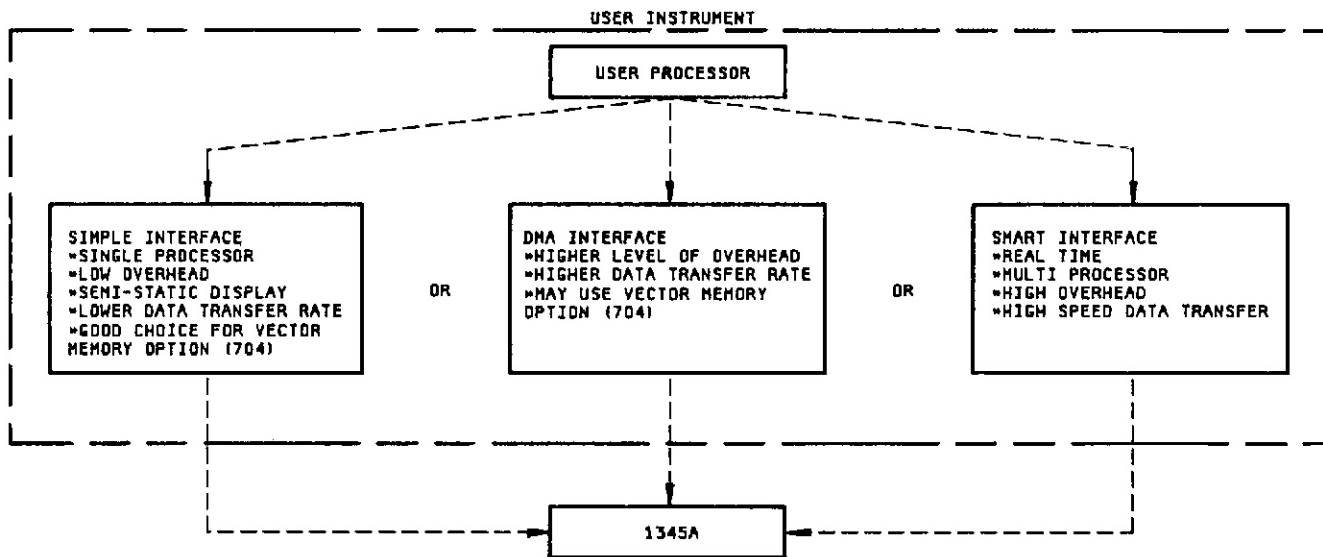 USER INSTRUMENT
USER PROCESSOR
SIMPLE INTERFACE
*SINGLE PROCESSOR
*LOW OVERHEAD
*SEMI-STATIC DISPLAY
*LOWER DATA TRANSFER RATE
*GOOD CHOICE FOR VECTOR
MEMORY OPTION (704)
OR
DMA INTERFACE
*HIGHER LEVEL OF OVERHEAD
*HIGHER DATA TRANSFER RATE
*MAY USE VECTOR MEMORY
OPTION (704)
OR
SMART INTERFACE
*REAL TIME
*MULTI PROCESSOR
*HIGH OVERHEAD
*HIGH SPEED DATA TRANSFER
1345A